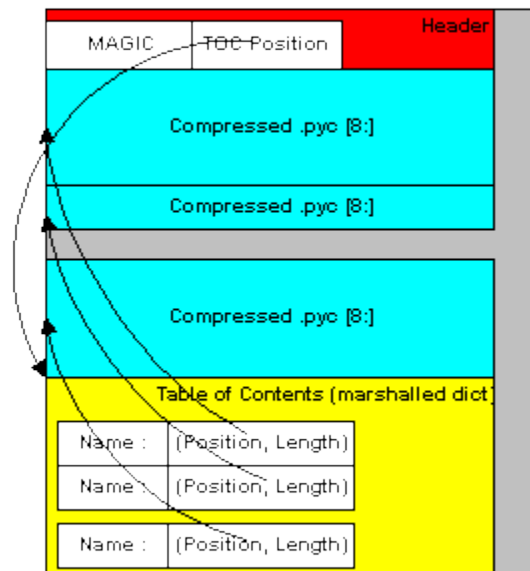 Header
MAGIC TOC Position
Compressed .pyc [8:]
Compressed .pyc [8:]
Compressed .pyc [8:]
Table of Contents (marshalled dict)
Name : (Position, Length)
Name : (Position, Length)
Name : (Position, Length)